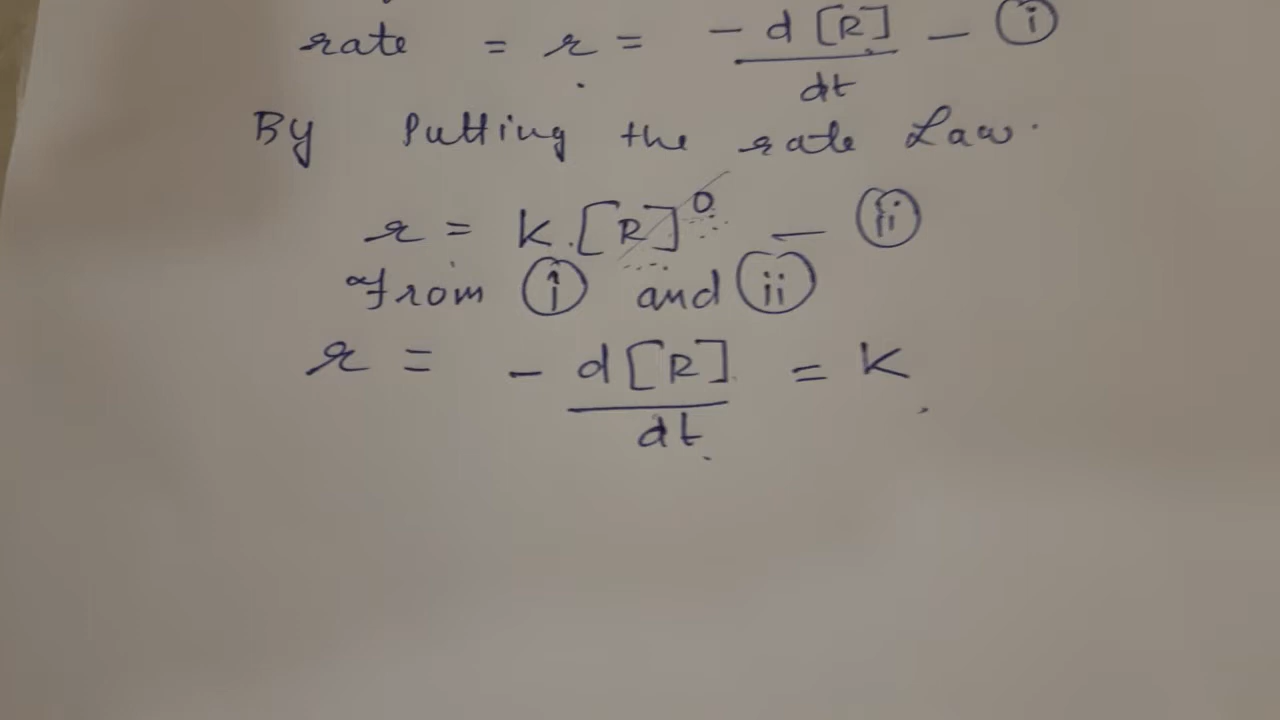 rate = r = - d [R] / dt — (i)
By Putting the rate Law.
r = K.[R]⁰ — (ii)
from (i) and (ii)
r = - d[R] / dt = K